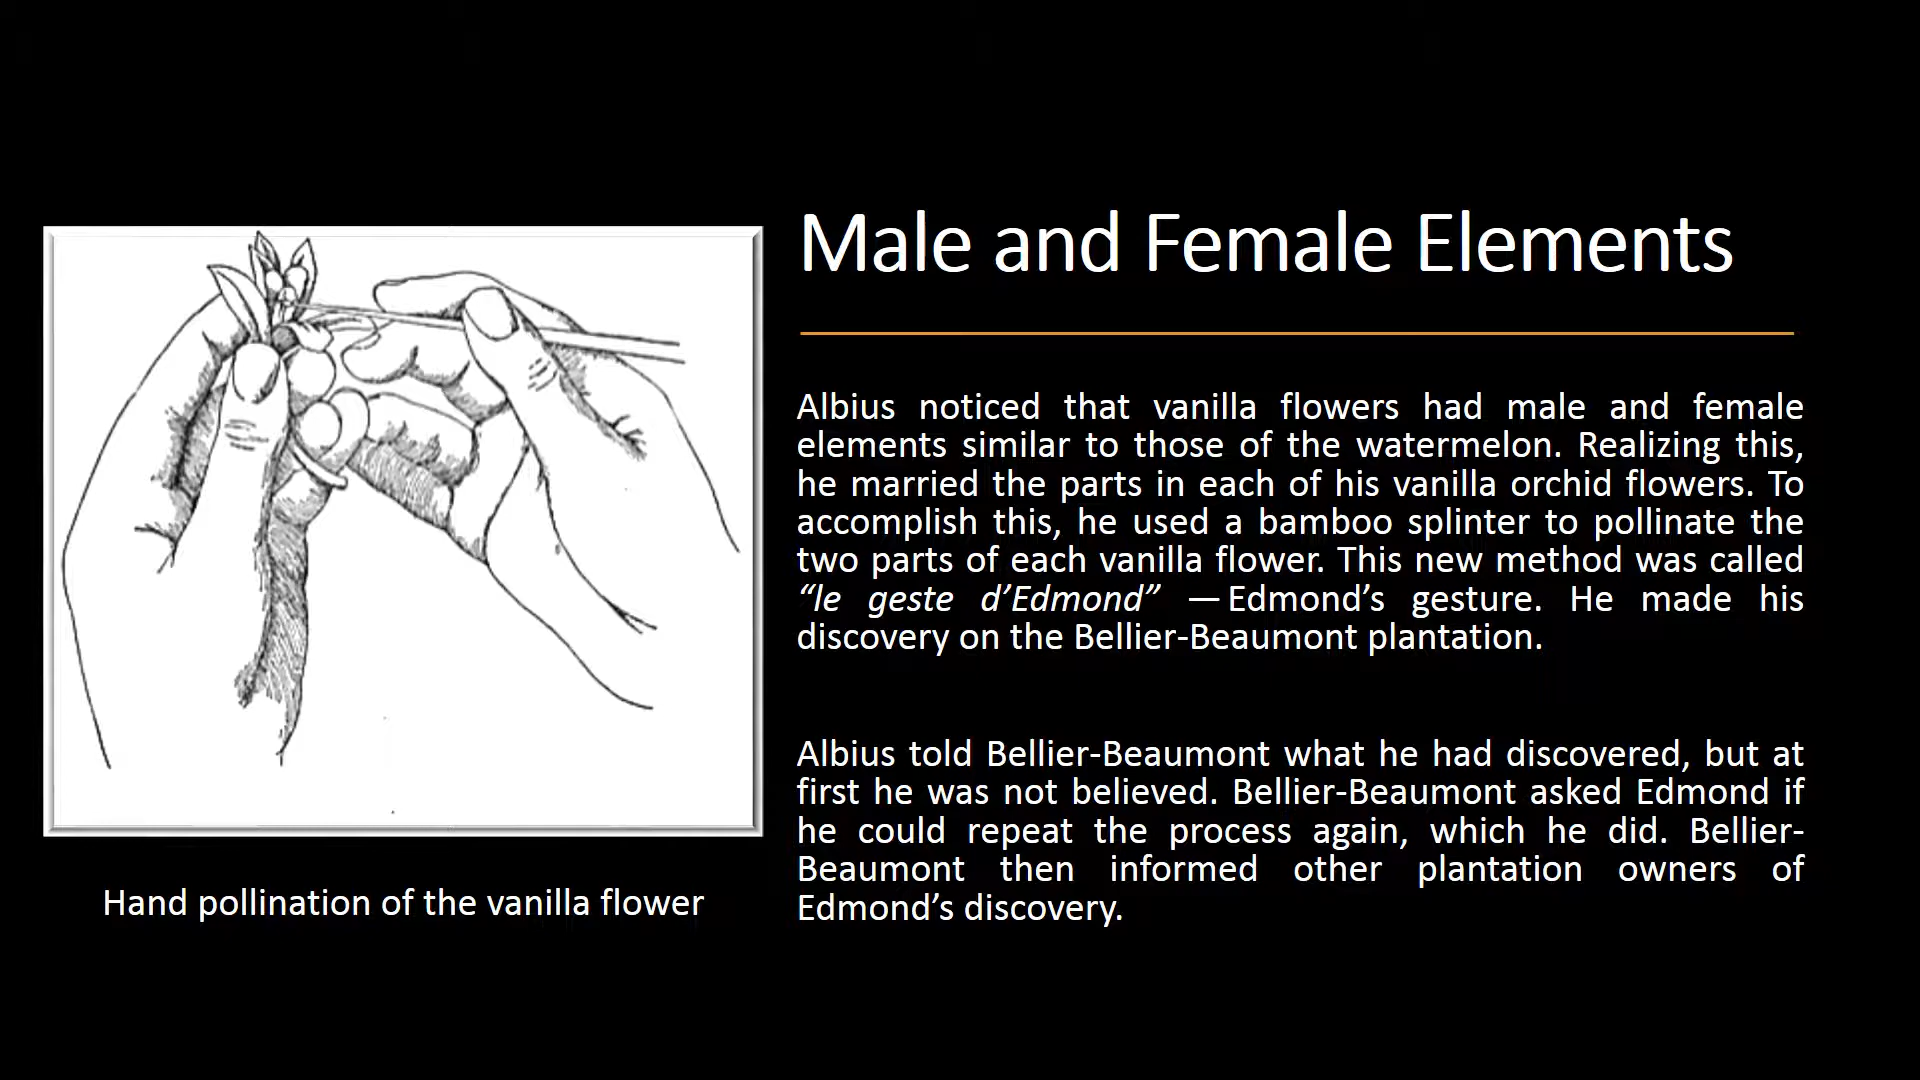 Male and Female Elements
Albius noticed that vanilla flowers had male and female
elements similar to those of the watermelon. Realizing this,
he married the parts in each of his vanilla orchid flowers. To
accomplish this, he used a bamboo splinter to pollinate the
two parts of each vanilla flower. This new method was called
“le geste d’Edmond” — Edmond’s gesture. He made his
discovery on the Bellier-Beaumont plantation.
Albius told Bellier-Beaumont what he had discovered, but at
first he was not believed. Bellier-Beaumont asked Edmond if
he could repeat the process again, which he did. Bellier-
Beaumont then informed other plantation owners of
Edmond’s discovery.
Hand pollination of the vanilla flower